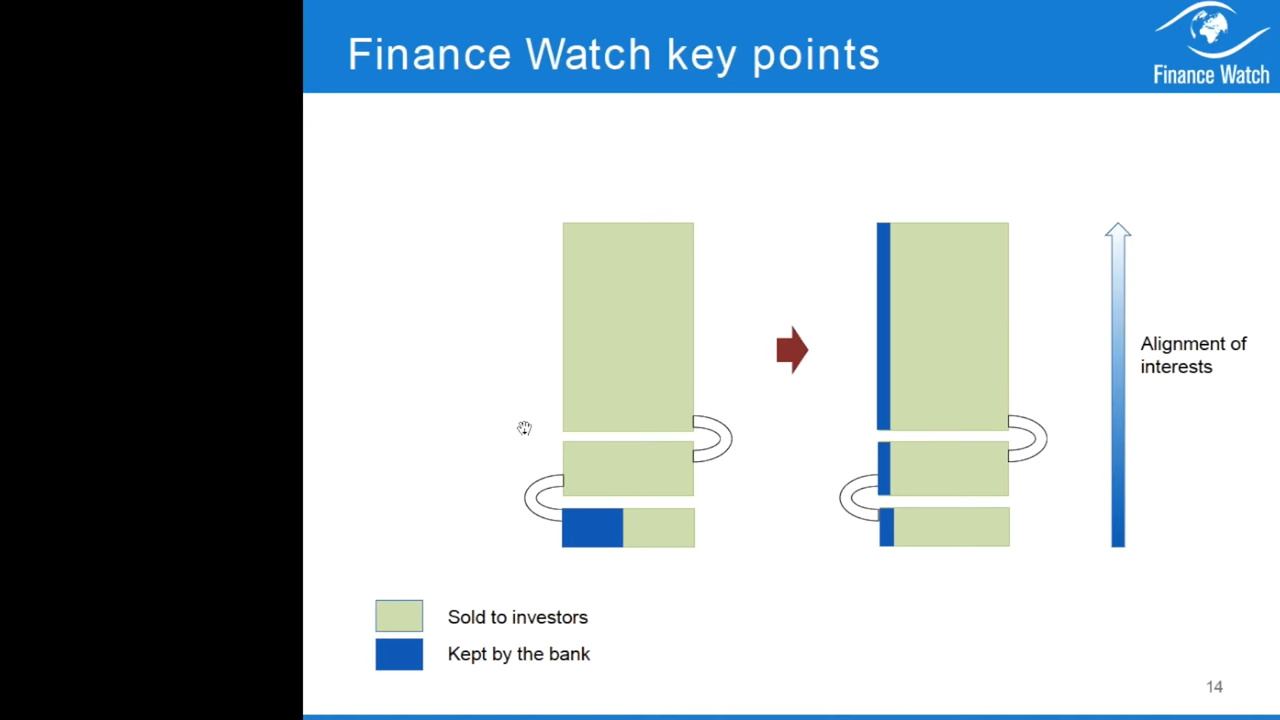 Finance Watch key points
Finance Watch
Alignment of
interests
Sold to investors
Kept by the bank
14